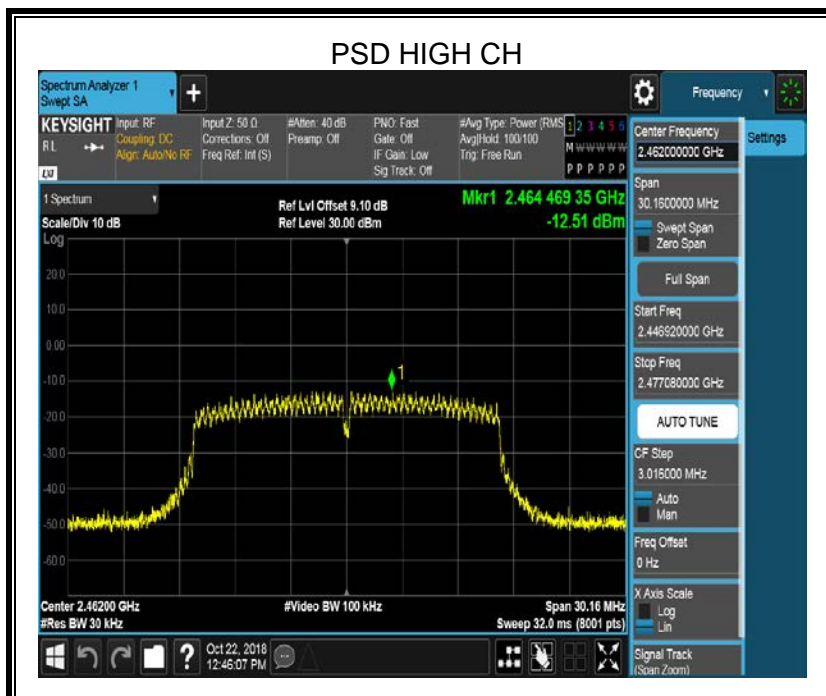 PSD HIGH CH
Spectrum Analyzer 1
Swept SA
Frequency
KEYSIGHT
RL
LXI
Input: RF
Coupling: DC
Align: Auto/No RF
Input Z: 50 Ω
Corrections: Off
Freq Ref: Int (S)
#Atten: 40 dB
Preamp: Off
PNO: Fast
Gate: Off
IF Gain: Low
Sig Track: Off
#Avg Type: Power (RMS
Avg|Hold: 100/100
Trig: Free Run
1 2 3 4 5 6
M W W W W W
P P P P P P
Center Frequency
2.462000000 GHz
Settings
1 Spectrum
Scale/Div 10 dB
Log
Ref Lvl Offset 9.10 dB
Ref Level 30.00 dBm
Mkr1 2.464 469 35 GHz
-12.51 dBm
20.0
10.0
0.00
-10.0
-20.0
-30.0
-40.0
-50.0
-60.0
1
Span
30.1600000 MHz
Swept Span
Zero Span
Full Span
Start Freq
2.446920000 GHz
Stop Freq
2.477080000 GHz
AUTO TUNE
CF Step
3.016000 MHz
Auto
Man
Freq Offset
0 Hz
X Axis Scale
Log
Lin
Signal Track
(Span Zoom)
Center 2.46200 GHz
#Res BW 30 kHz
#Video BW 100 kHz
Span 30.16 MHz
Sweep 32.0 ms (8001 pts)
?
Oct 22, 2018
12:46:07 PM